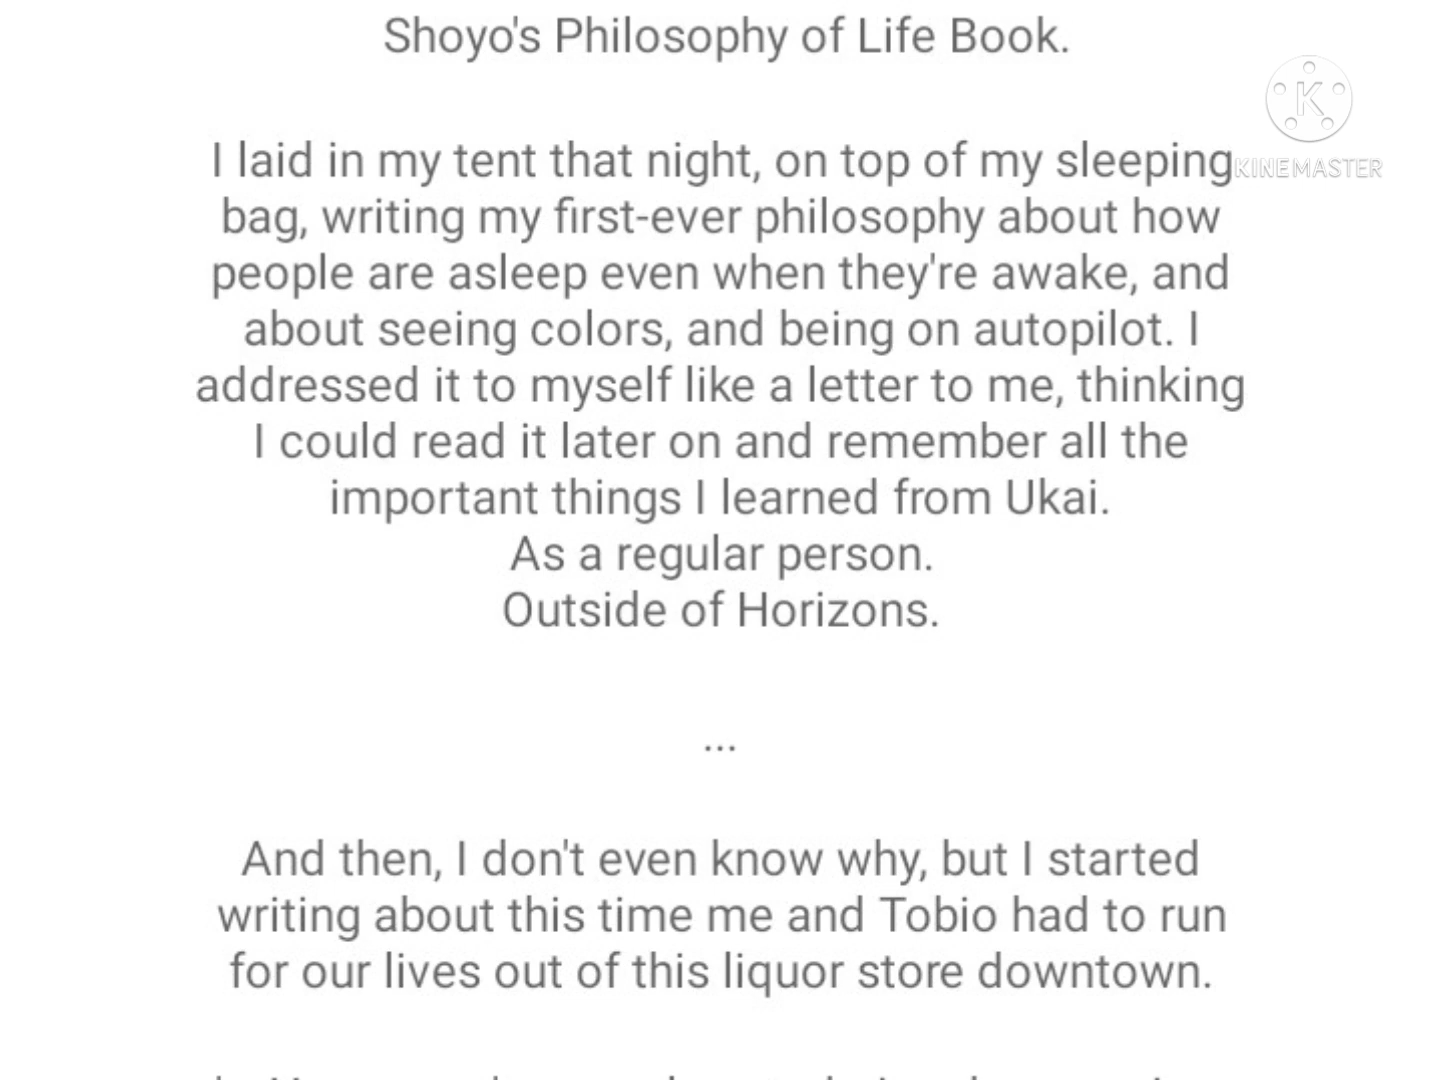 Shoyo's Philosophy of Life Book.
I laid in my tent that night, on top of my sleeping
bag, writing my first-ever philosophy about how
people are asleep even when they're awake, and
about seeing colors, and being on autopilot. I
addressed it to myself like a letter to me, thinking
I could read it later on and remember all the
important things I learned from Ukai.
As a regular person.
Outside of Horizons.
...
And then, I don't even know why, but I started
writing about this time me and Tobio had to run
for our lives out of this liquor store downtown.
K
KINEMASTER